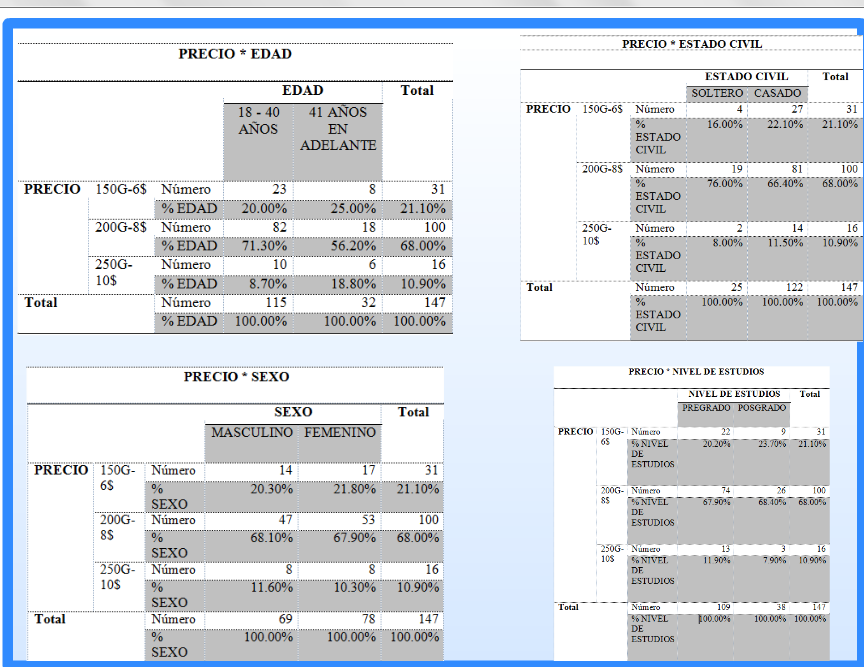 PRECIO * EDAD
EDAD Total
18 - 40 AÑOS 41 AÑOS EN ADELANTE
PRECIO 150G-6$ Número 23 8 31
% EDAD 20.00% 25.00% 21.10%
200G-8$ Número 82 18 100
% EDAD 71.30% 56.20% 68.00%
250G-10$ Número 10 6 16
% EDAD 8.70% 18.80% 10.90%
Total Número 115 32 147
% EDAD 100.00% 100.00% 100.00%
PRECIO * ESTADO CIVIL
ESTADO CIVIL Total
SOLTERO CASADO
PRECIO 150G-6$ Número 4 27 31
% ESTADO CIVIL 16.00% 22.10% 21.10%
200G-8$ Número 19 81 100
% ESTADO CIVIL 76.00% 66.40% 68.00%
250G-10$ Número 2 14 16
% ESTADO CIVIL 8.00% 11.50% 10.90%
Total Número 25 122 147
% ESTADO CIVIL 100.00% 100.00% 100.00%
PRECIO * SEXO
SEXO Total
MASCULINO FEMENINO
PRECIO 150G-6$ Número 14 17 31
% SEXO 20.30% 21.80% 21.10%
200G-8$ Número 47 53 100
% SEXO 68.10% 67.90% 68.00%
250G-10$ Número 8 8 16
% SEXO 11.60% 10.30% 10.90%
Total Número 69 78 147
% SEXO 100.00% 100.00% 100.00%
PRECIO * NIVEL DE ESTUDIOS
NIVEL DE ESTUDIOS Total
PREGRADO POSGRADO
PRECIO 150G-6$ Número 22 9 31
% NIVEL DE ESTUDIOS 20.20% 23.70% 21.10%
200G-8$ Número 74 26 100
% NIVEL DE ESTUDIOS 67.90% 68.40% 68.00%
250G-10$ Número 13 3 16
% NIVEL DE ESTUDIOS 11.90% 7.90% 10.90%
Total Número 109 38 147
% NIVEL DE ESTUDIOS 100.00% 100.00% 100.00%